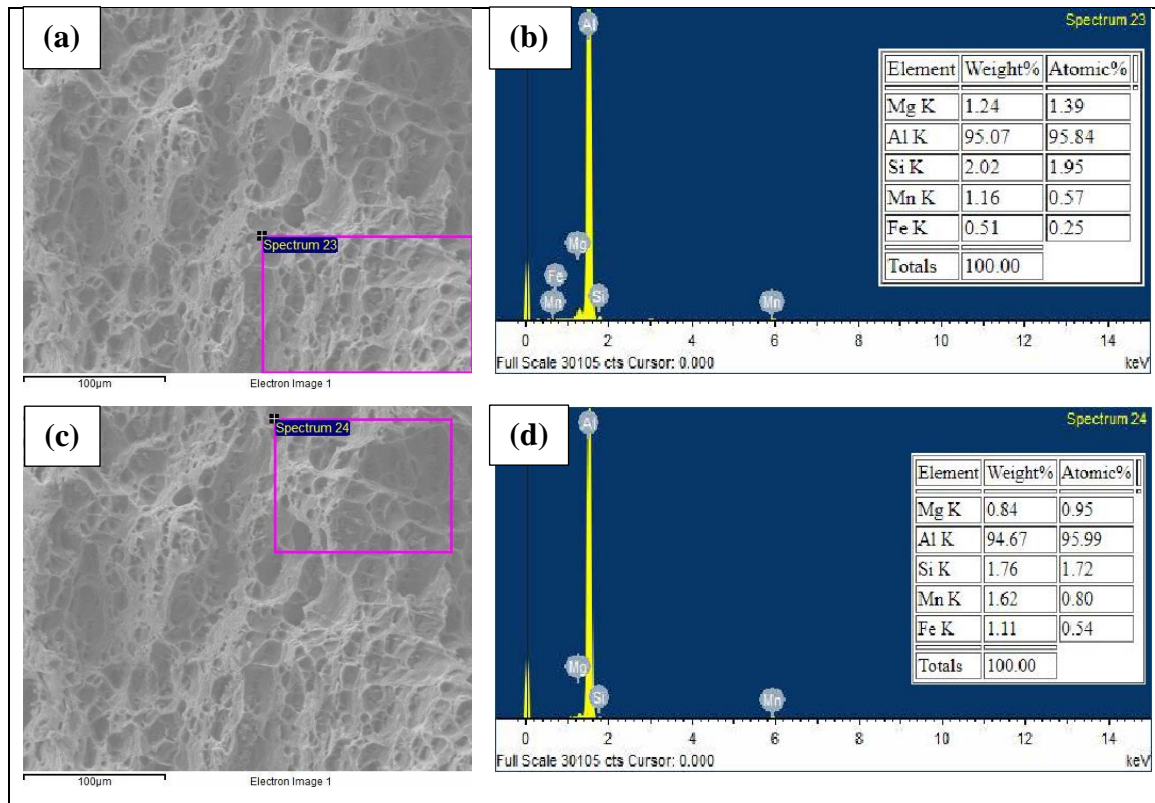 (a)
Spectrum 23
100µm
Electron Image 1
(b)
Spectrum 23
Al
Mg
Fe
Mn
Si
Mn
Element Weight% Atomic%
Mg K 1.24 1.39
Al K 95.07 95.84
Si K 2.02 1.95
Mn K 1.16 0.57
Fe K 0.51 0.25
Totals 100.00
0 2 4 6 8 10 12 14
Full Scale 30105 cts Cursor: 0.000
keV
(c)
Spectrum 24
100µm
Electron Image 1
(d)
Spectrum 24
Al
Mg
Si
Mn
Element Weight% Atomic%
Mg K 0.84 0.95
Al K 94.67 95.99
Si K 1.76 1.72
Mn K 1.62 0.80
Fe K 1.11 0.54
Totals 100.00
0 2 4 6 8 10 12 14
Full Scale 30105 cts Cursor: 0.000
keV